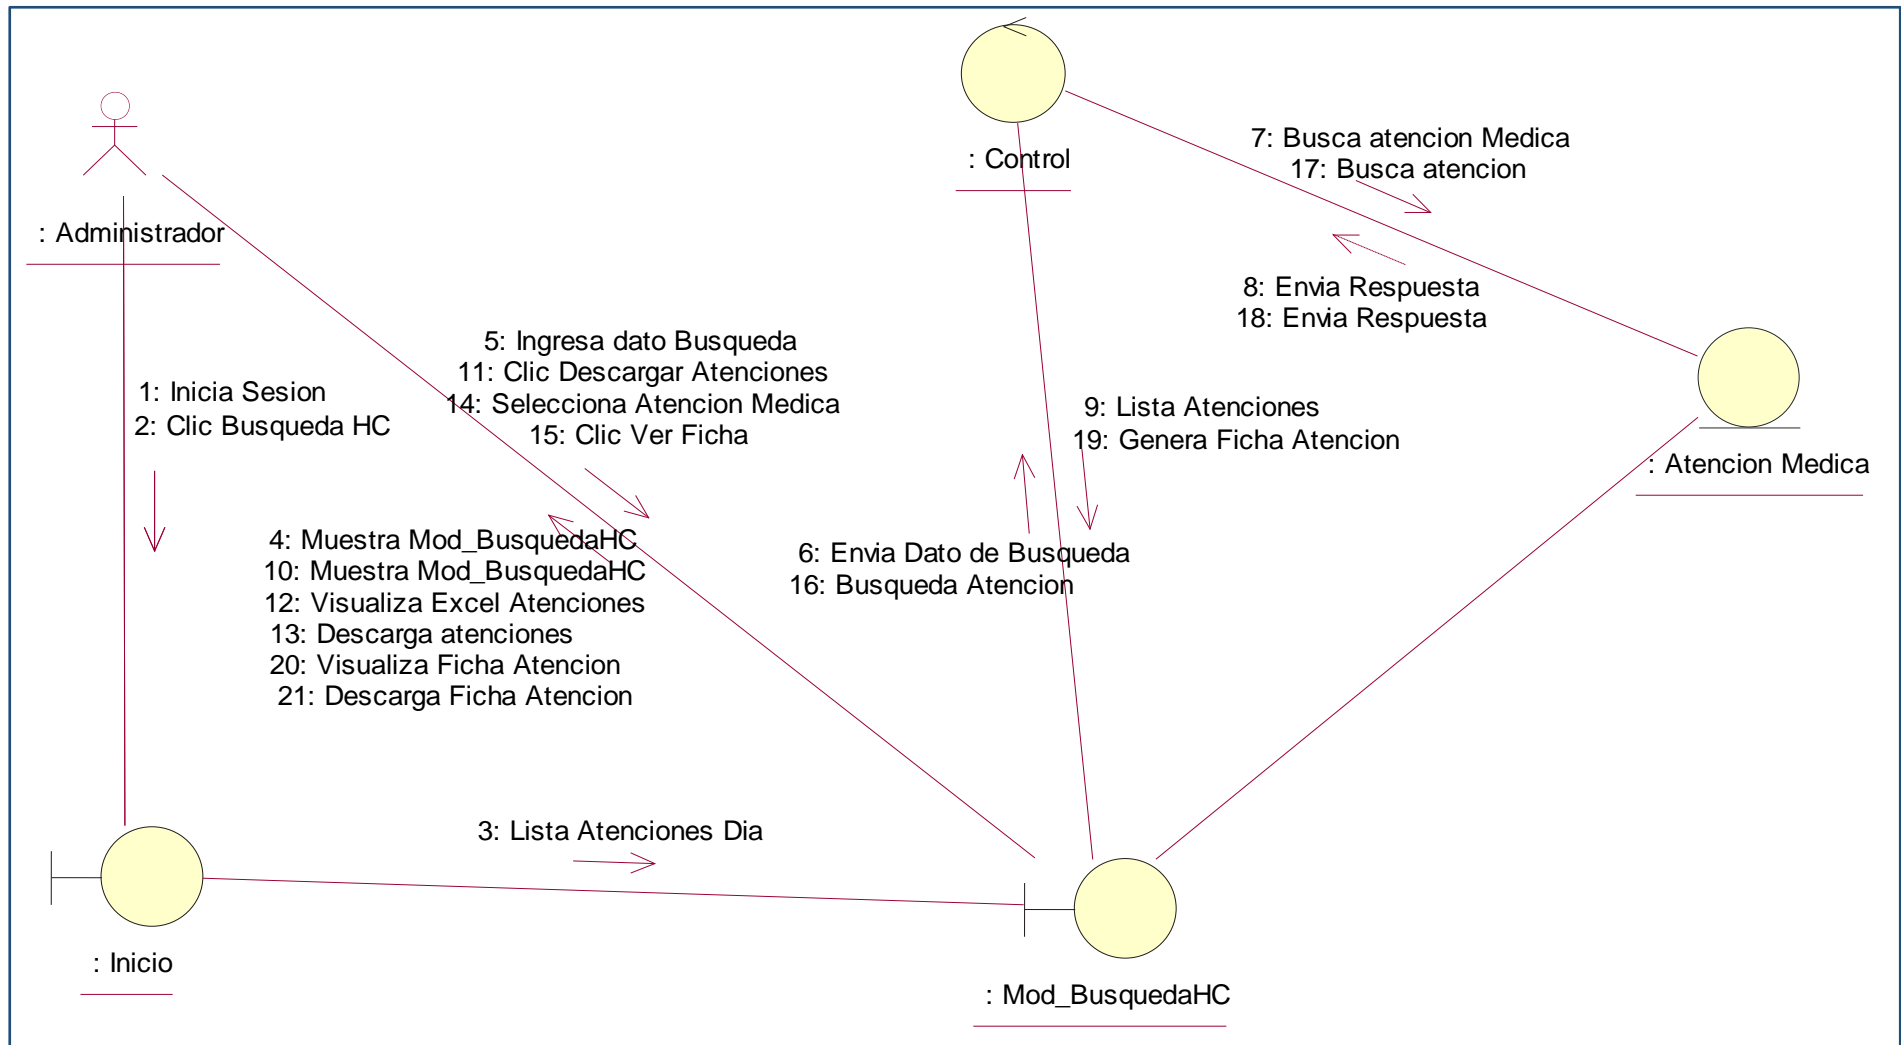 : Control
7: Busca atencion Medica
17: Busca atencion
: Administrador
8: Envia Respuesta
18: Envia Respuesta
5: Ingresa dato Busqueda
11: Clic Descargar Atenciones
14: Selecciona Atencion Medica
15: Clic Ver Ficha
1: Inicia Sesion
2: Clic Busqueda HC
9: Lista Atenciones
19: Genera Ficha Atencion
: Atencion Medica
4: Muestra Mod_BusquedaHC
10: Muestra Mod_BusquedaHC
12: Visualiza Excel Atenciones
13: Descarga atenciones
20: Visualiza Ficha Atencion
21: Descarga Ficha Atencion
6: Envia Dato de Busqueda
16: Busqueda Atencion
3: Lista Atenciones Dia
: Inicio
: Mod_BusquedaHC